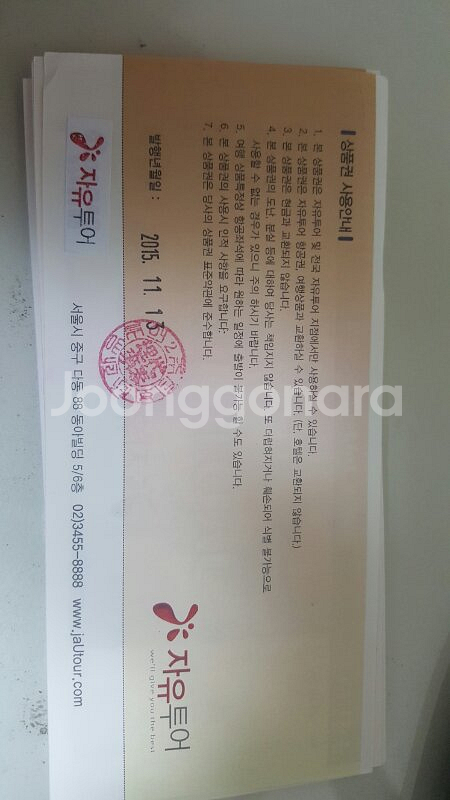 상품권 사용안내
1. 본 상품권은 자유투어 및 전국 자유투어 지점에서만 사용하실 수 있습니다.
2. 본 상품권은 자유투어 항공권, 여행상품과 교환하실 수 있습니다. (단, 호텔은 교환되지 않습니다.)
3. 본 상품권은 현금과 교환되지 않습니다.
4. 본 상품권의 도난, 분실 등에 대하여 당사는 책임지지 않습니다. 또 더럽혀지거나 훼손되어 식별 불가능으로
사용할 수 없는 경우가 있으니 주의 하시기 바랍니다.
5. 여행 상품특정상 항공좌석에 따라 원하는 일정에 출발이 불가능 할 수도 있습니다.
6. 본 상품권의 사용시 인적 사항을 요구합니다.
7. 본 상품권은 당사의 상품권 표준약관에 준수합니다.
발행년월일 : 2015. 11. 13
자유투어
we'll give you the best
자유투어
서울시 중구 다동 88 동아빌딩 5/6층 02)3455-8888 www.jaUtour.com
Joonggonara